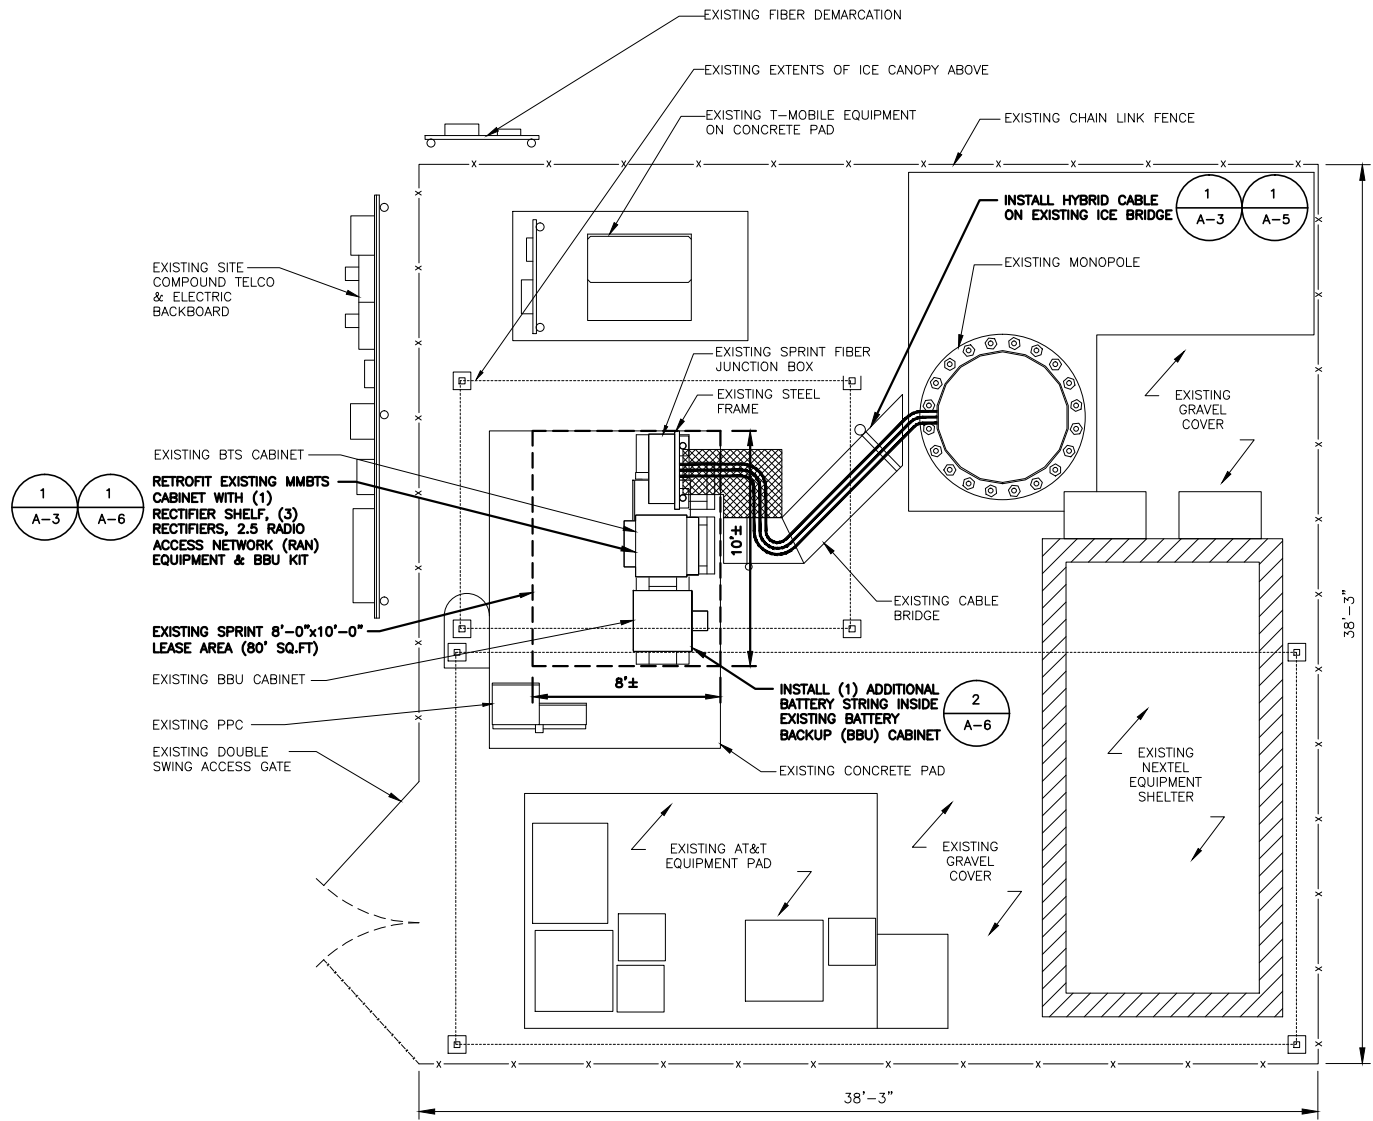 EXISTING FIBER DEMARCATION
EXISTING EXTENTS OF ICE CANOPY ABOVE
EXISTING T-MOBILE EQUIPMENT
ON CONCRETE PAD
EXISTING CHAIN LINK FENCE
INSTALL HYBRID CABLE
ON EXISTING ICE BRIDGE
1
A-3
1
A-5
EXISTING MONOPOLE
EXISTING SITE
COMPOUND TELCO
& ELECTRIC
BACKBOARD
EXISTING SPRINT FIBER
JUNCTION BOX
EXISTING STEEL
FRAME
EXISTING
GRAVEL
COVER
EXISTING BTS CABINET
1
A-3
1
A-6
RETROFIT EXISTING MMBTS
CABINET WITH (1)
RECTIFIER SHELF, (3)
RECTIFIERS, 2.5 RADIO
ACCESS NETWORK (RAN)
EQUIPMENT & BBU KIT
10'±
EXISTING CABLE
BRIDGE
38'-3"
EXISTING SPRINT 8'-0"x10'-0"
LEASE AREA (80' SQ.FT)
EXISTING BBU CABINET
8'±
INSTALL (1) ADDITIONAL
BATTERY STRING INSIDE
EXISTING BATTERY
BACKUP (BBU) CABINET
2
A-6
EXISTING PPC
EXISTING DOUBLE
SWING ACCESS GATE
EXISTING CONCRETE PAD
EXISTING
NEXTEL
EQUIPMENT
SHELTER
EXISTING AT&T
EQUIPMENT PAD
EXISTING
GRAVEL
COVER
38'-3"